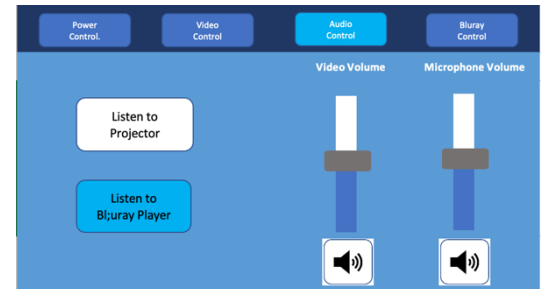 Power
Control.
Video
Control
Audio
Control
Bluray
Control
Video Volume
Microphone Volume
Listen to
Projector
Listen to
Bl;uray Player